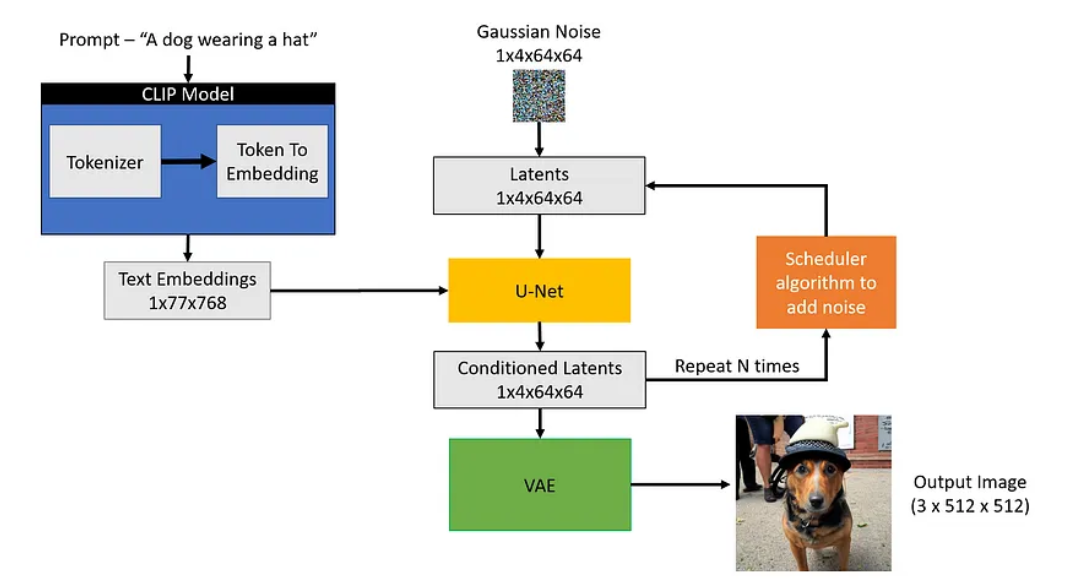 Prompt – “A dog wearing a hat”
CLIP Model
Tokenizer
Token To
Embedding
Text Embeddings
1x77x768
Gaussian Noise
1x4x64x64
Latents
1x4x64x64
U-Net
Conditioned Latents
1x4x64x64
Repeat N times
Scheduler
algorithm to
add noise
VAE
Output Image
(3 x 512 x 512)